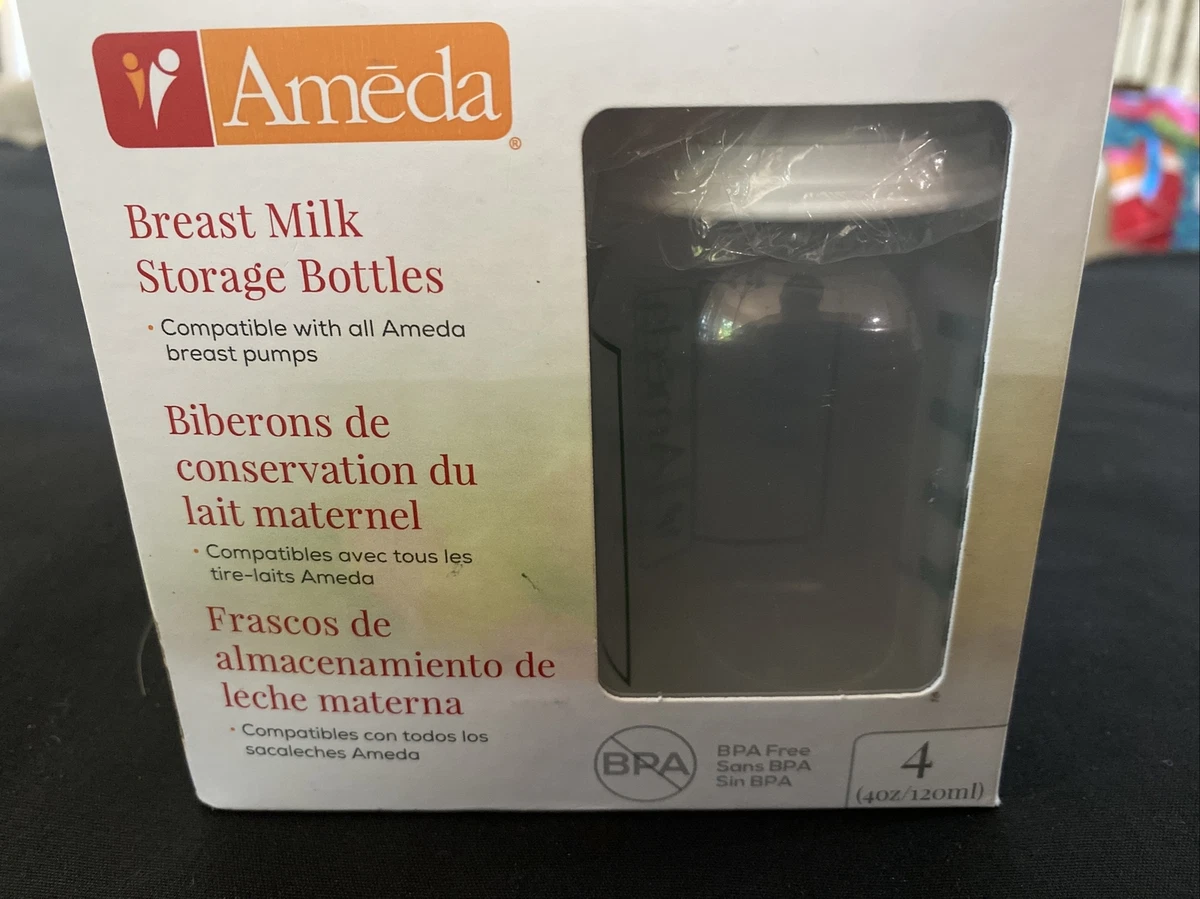 Amēda
®
Breast Milk
Storage Bottles
• Compatible with all Ameda
breast pumps
Biberons de
conservation du
lait maternel
• Compatibles avec tous les
tire-laits Ameda
Frascos de
almacenamiento de
leche materna
• Compatibles con todos los
sacaleches Ameda
BPA
BPA Free
Sans BPA
Sin BPA
4
(4oz/120ml)